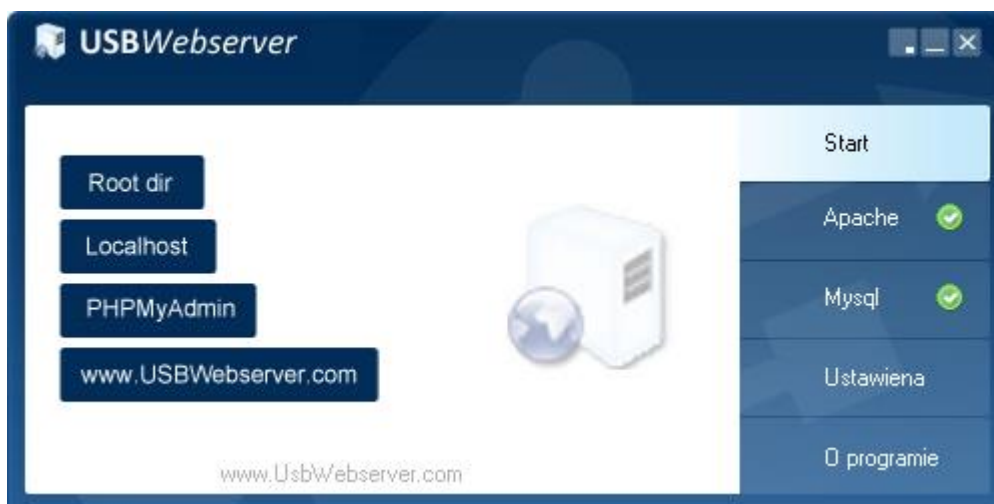 USBWebserver
Root dir
Localhost
PHPMyAdmin
www.USBWebserver.com
www.UsbWebserver.com
Start
Apache
Mysql
Ustawiena
O programie